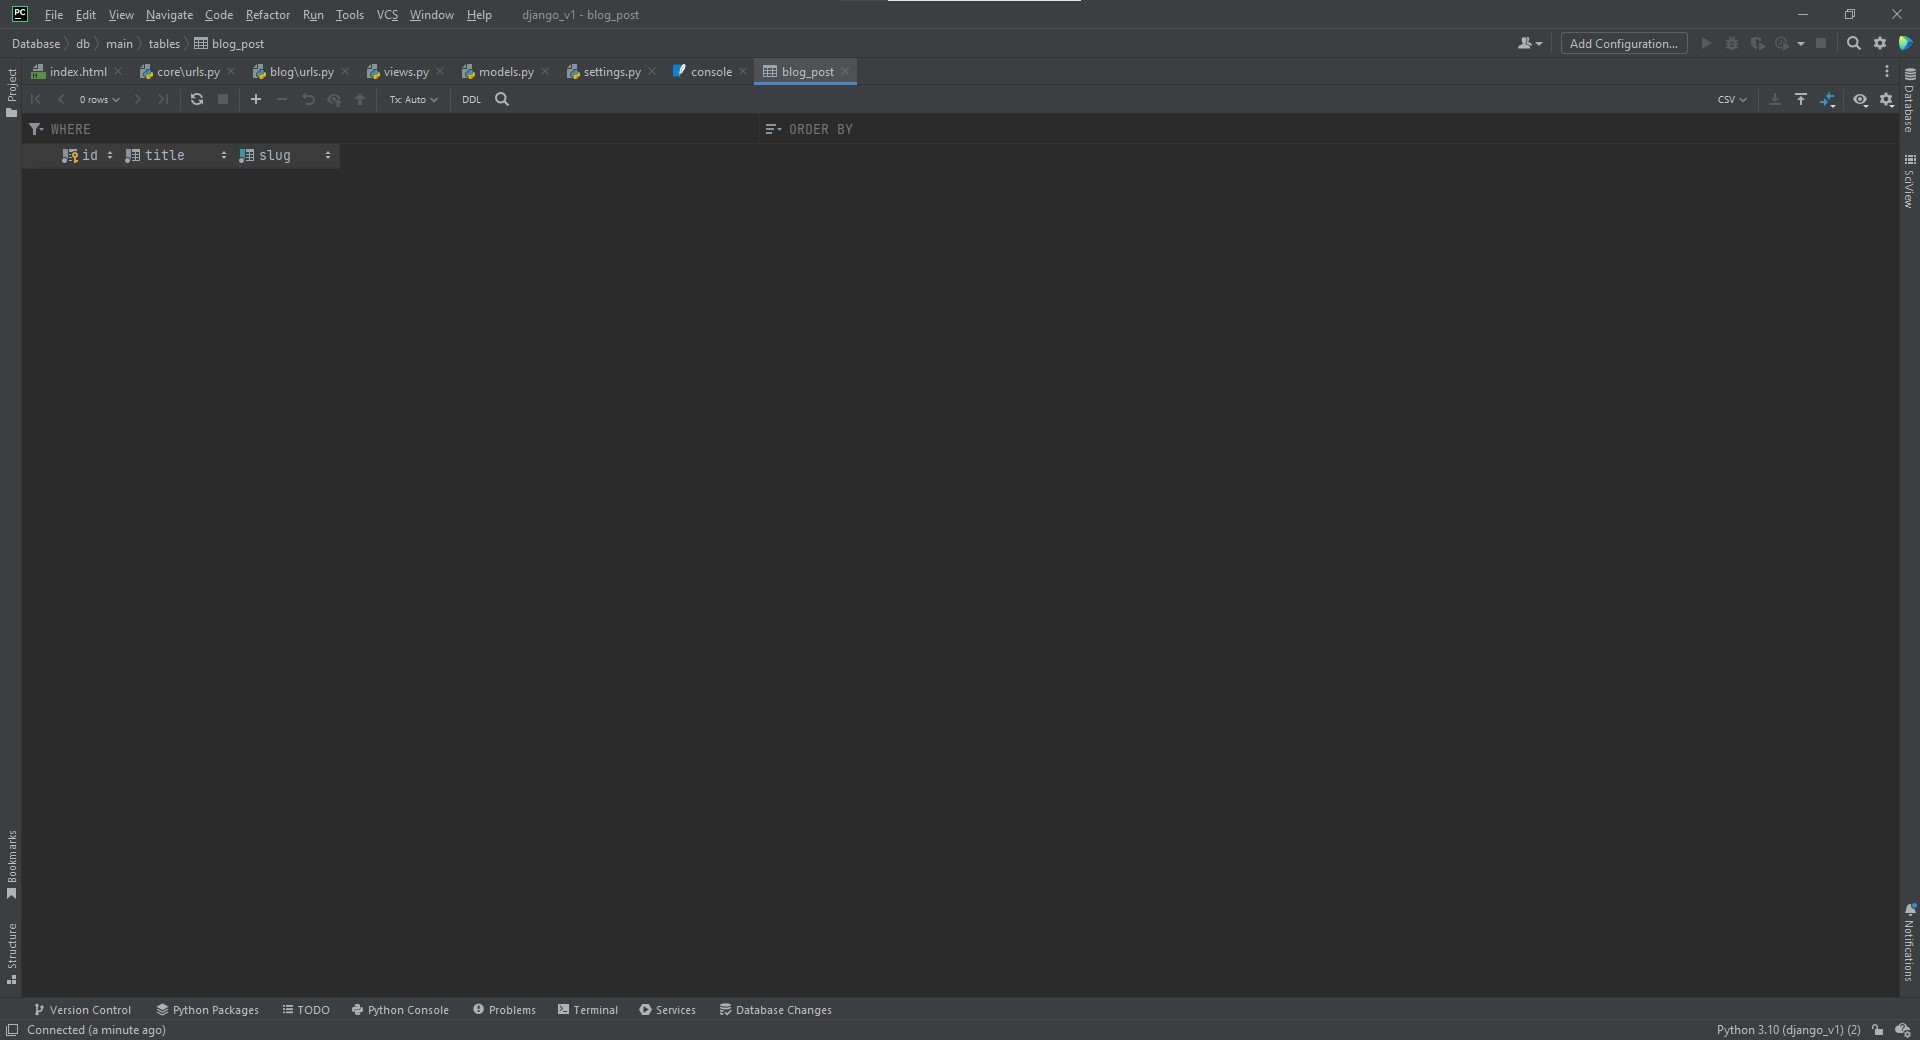 PC File Edit View Navigate Code Refactor Run Tools VCS Window Help django_v1 - blog_post
Database db main tables blog_post Add Configuration...
index.html core\urls.py blog\urls.py views.py models.py settings.py console blog_post
0 rows Tx: Auto DDL CSV
WHERE ORDER BY
id title slug
Project
Bookmarks
Structure
Database
SciView
Notifications
Version Control Python Packages TODO Python Console Problems Terminal Services Database Changes
Connected (a minute ago) Python 3.10 (django_v1) (2)